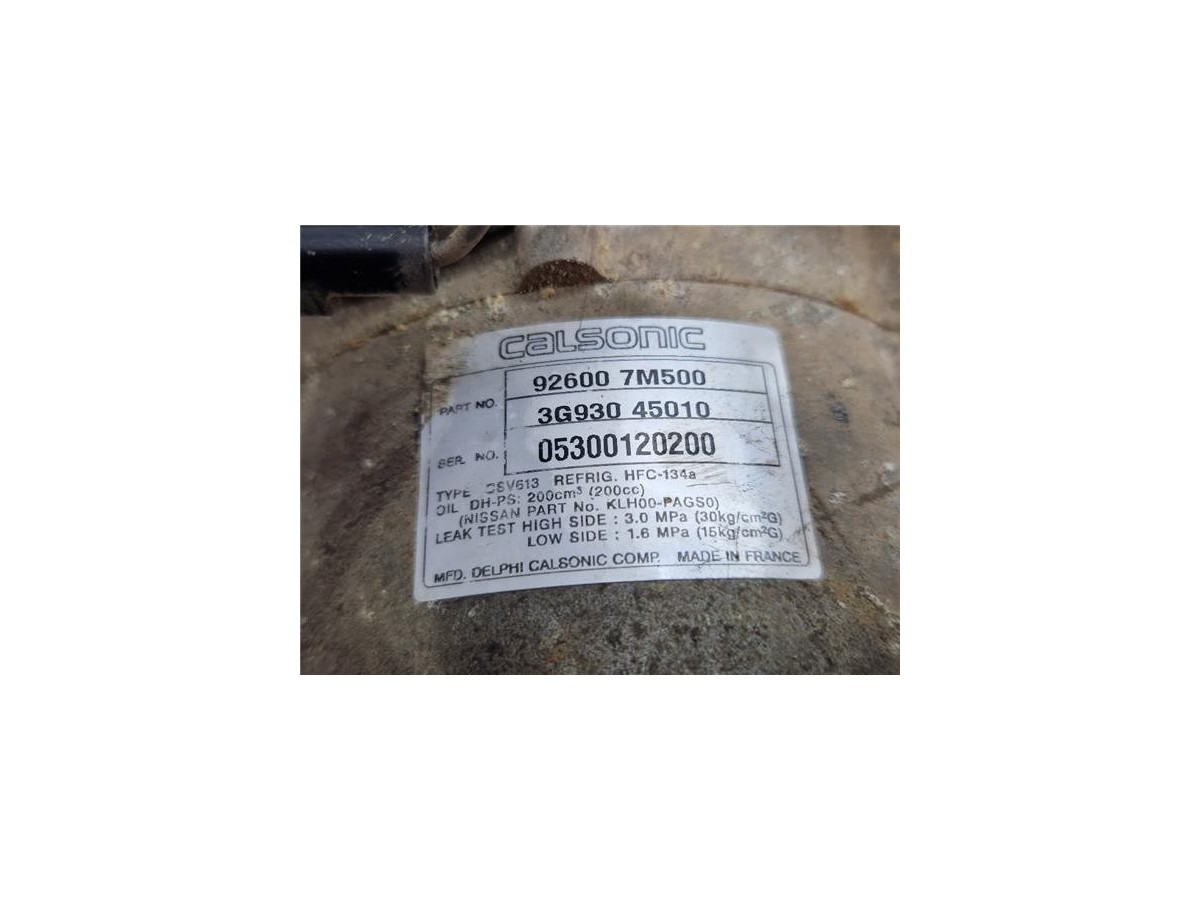 CALSONIC
PART NO. 92600 7M500
3G930 45010
SER. NO. 05300120200
TYPE CSV613 REFRIG. HFC-134a
OIL DH-PS: 200cm³ (200cc)
(NISSAN PART No. KLH00-PAGS0)
LEAK TEST HIGH SIDE : 3.0 MPa (30kg/cm²G)
LOW SIDE : 1.6 MPa (15kg/cm²G)
MFD. DELPHI CALSONIC COMP. MADE IN FRANCE